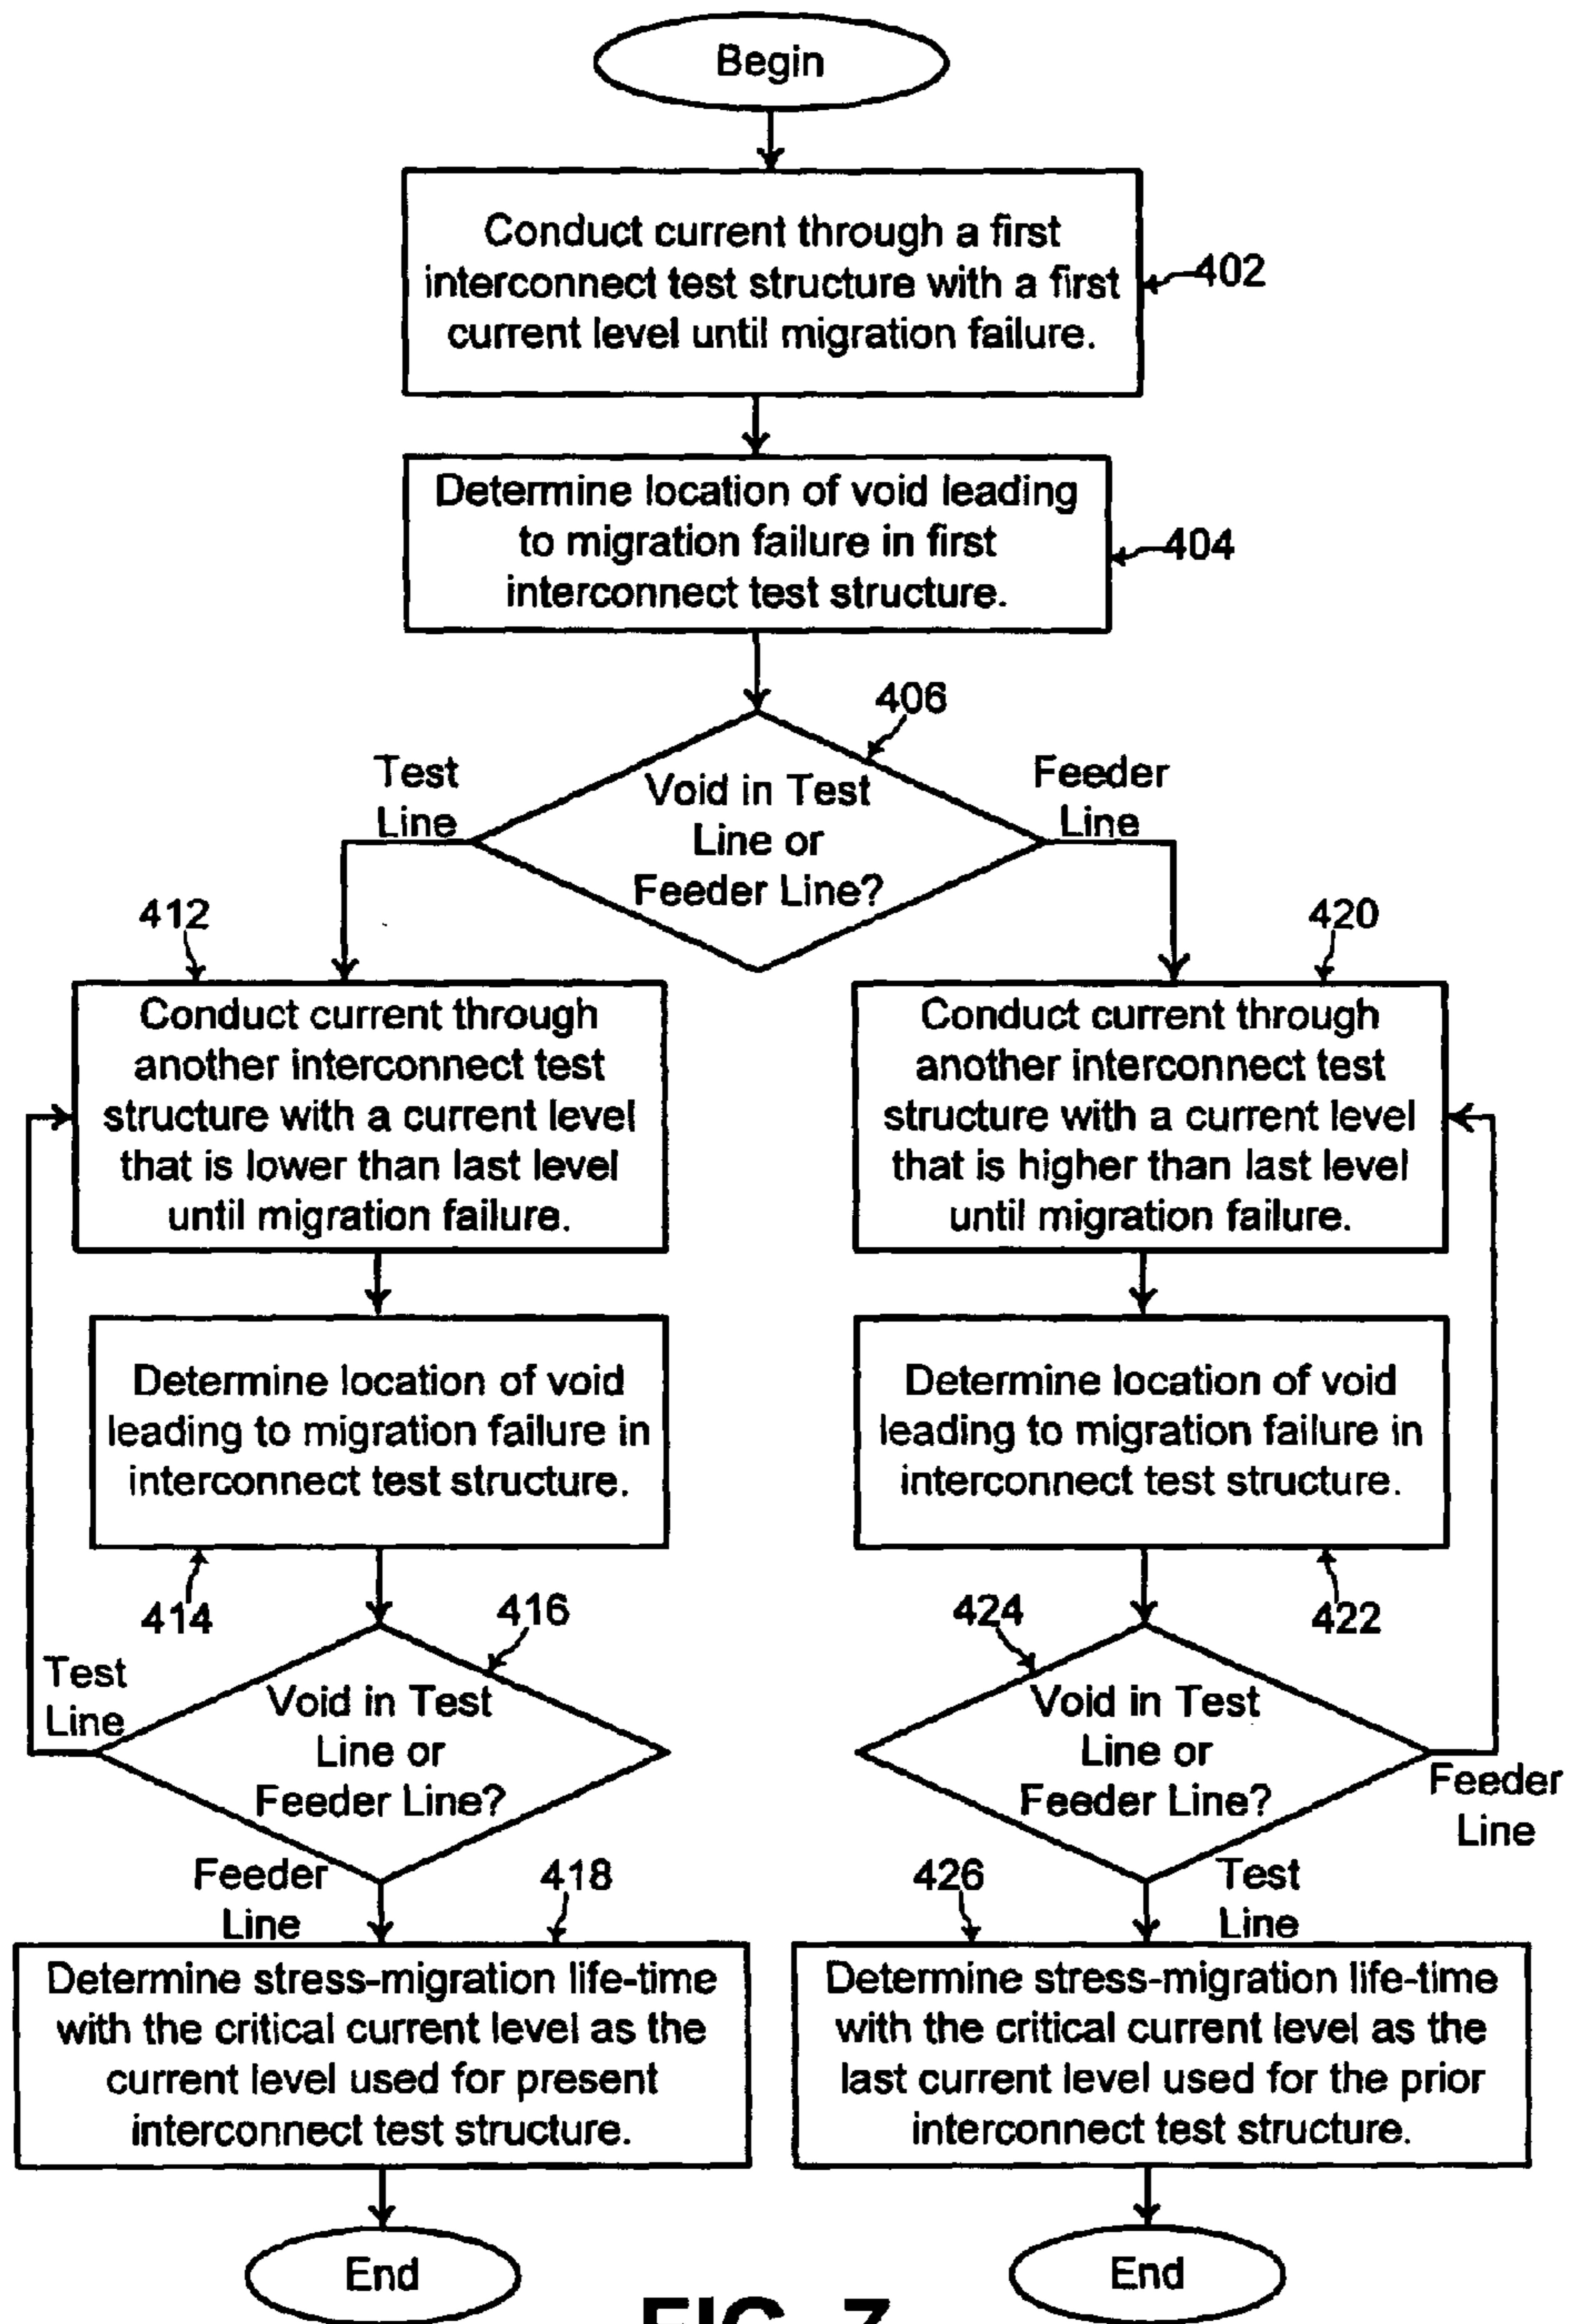 Begin
Conduct current through a first
interconnect test structure with a first
current level until migration failure.
402
Determine location of void leading
to migration failure in first
interconnect test structure.
404
406
Test
Line
Void in Test
Line or
Feeder Line?
Feeder
Line
412
Conduct current through
another interconnect test
structure with a current level
that is lower than last level
until migration failure.
420
Conduct current through
another interconnect test
structure with a current level
that is higher than last level
until migration failure.
Determine location of void
leading to migration failure in
interconnect test structure.
414
Determine location of void
leading to migration failure in
interconnect test structure.
422
416
Test
Line
Void in Test
Line or
Feeder Line?
Feeder
Line
424
Void in Test
Line or
Feeder Line?
Feeder
Line
Test
Line
418
Determine stress-migration life-time
with the critical current level as the
current level used for present
interconnect test structure.
426
Determine stress-migration life-time
with the critical current level as the
last current level used for the prior
interconnect test structure.
End
End
FIG. 7